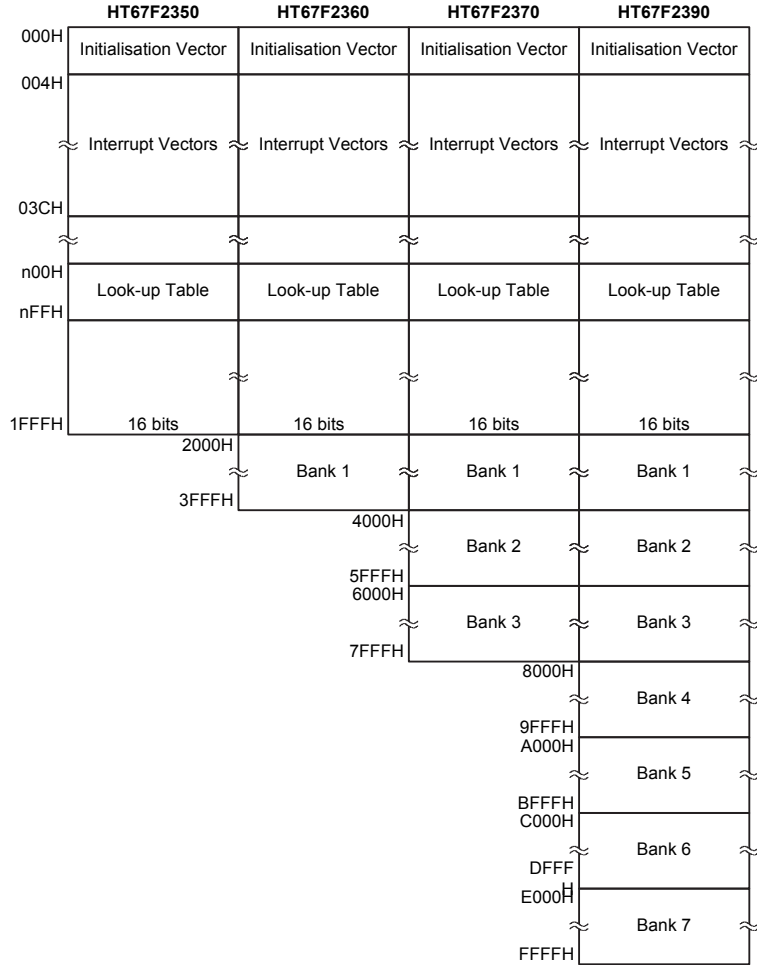 HT67F2350 HT67F2360 HT67F2370 HT67F2390
000H
Initialisation Vector Initialisation Vector Initialisation Vector Initialisation Vector
004H
Interrupt Vectors Interrupt Vectors Interrupt Vectors Interrupt Vectors
03CH
n00H
Look-up Table Look-up Table Look-up Table Look-up Table
nFFH
1FFFH 16 bits 16 bits 16 bits 16 bits
2000H
Bank 1 Bank 1 Bank 1
3FFFH
4000H
Bank 2 Bank 2
5FFFH
6000H
Bank 3 Bank 3
7FFFH
8000H
Bank 4
9FFFH
A000H
Bank 5
BFFFH
C000H
Bank 6
DFFF
H
E000H
Bank 7
FFFFH